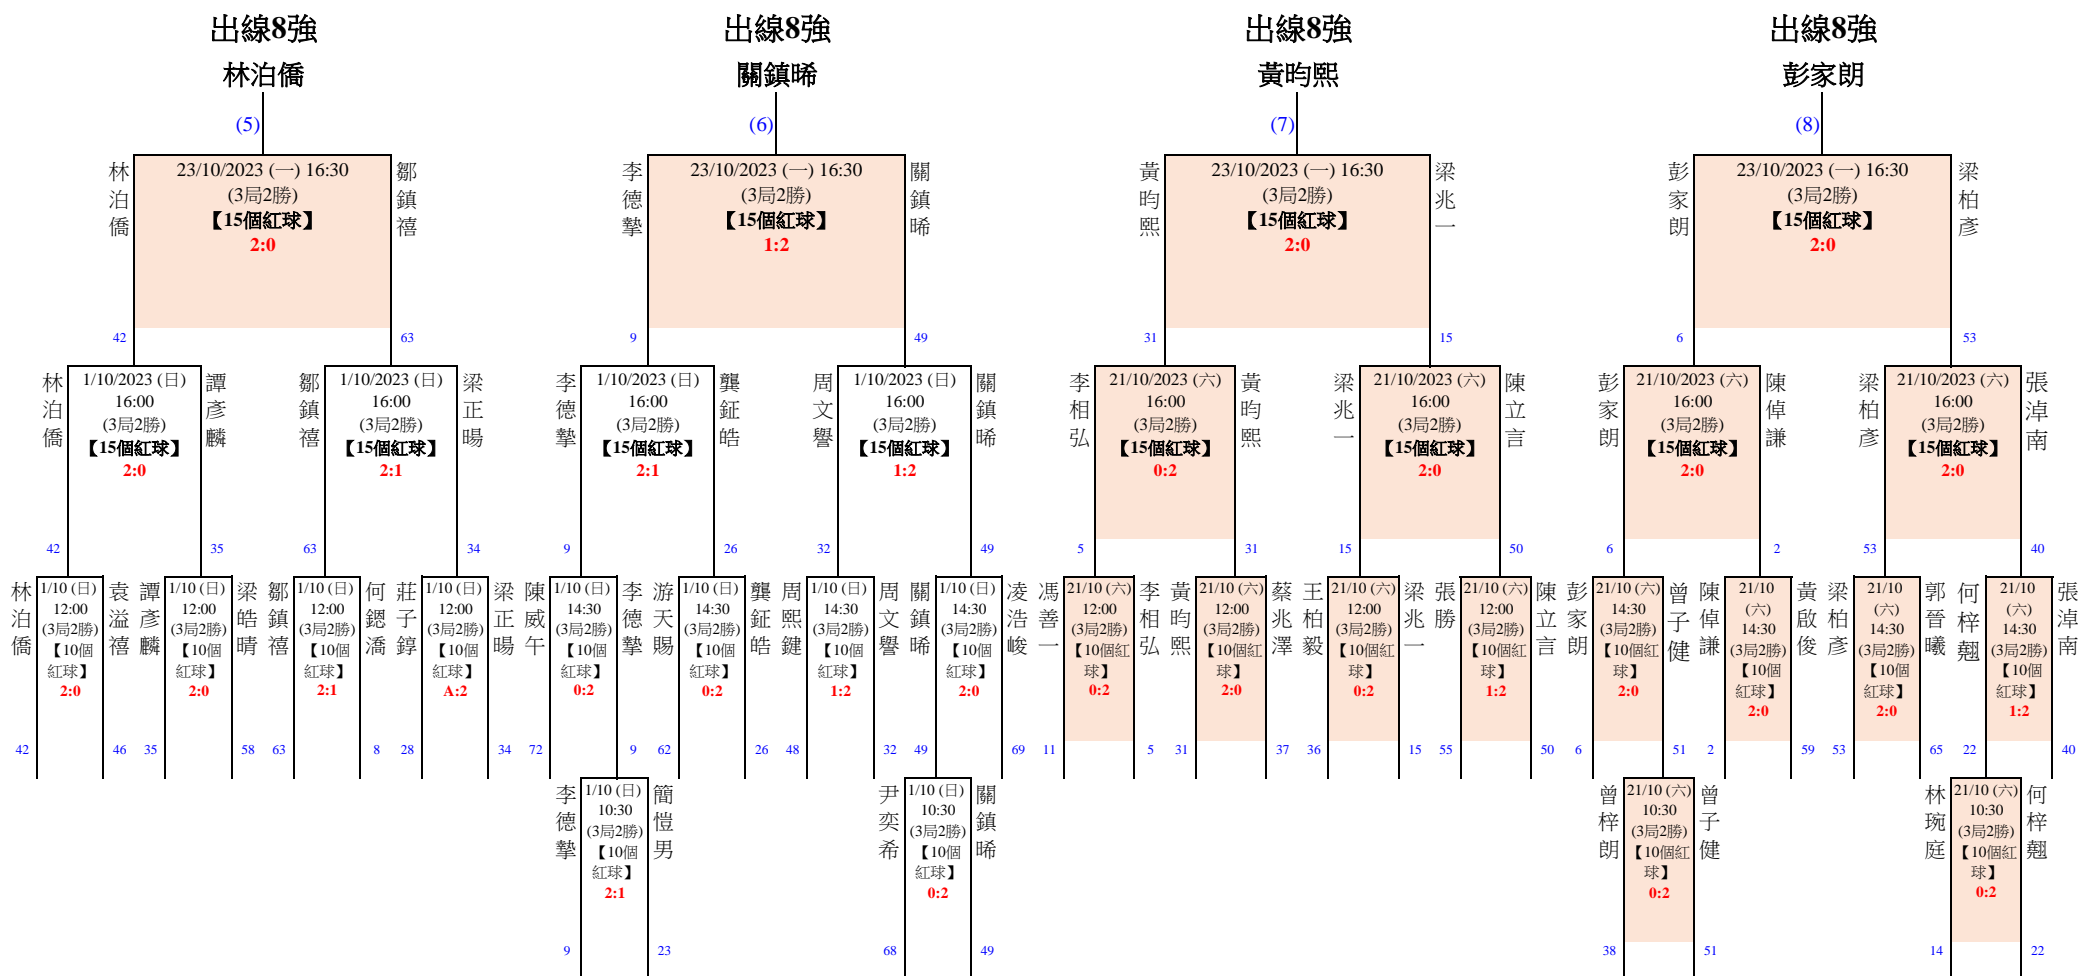 出線8強
出線8強
出線8強
出線8強
林泊僑
關鎮晞
黃昀熙
彭家朗
(5)
(6)
(7)
(8)
林泊僑
23/10/2023 (一) 16:30
(3局2勝)
【15個紅球】
2:0
鄒鎮禧
42
63
李德摯
23/10/2023 (一) 16:30
(3局2勝)
【15個紅球】
1:2
關鎮晞
9
49
黃昀熙
23/10/2023 (一) 16:30
(3局2勝)
【15個紅球】
2:0
梁兆一
31
15
彭家朗
23/10/2023 (一) 16:30
(3局2勝)
【15個紅球】
2:0
梁柏彥
6
53
林泊僑
1/10/2023 (日)
16:00
(3局2勝)
【15個紅球】
2:0
譚彥麟
42
35
鄒鎮禧
1/10/2023 (日)
16:00
(3局2勝)
【15個紅球】
2:1
梁正暘
63
34
李德摯
1/10/2023 (日)
16:00
(3局2勝)
【15個紅球】
2:1
龔鉦皓
9
26
周文譽
1/10/2023 (日)
16:00
(3局2勝)
【15個紅球】
1:2
關鎮晞
32
49
李相弘
21/10/2023 (六)
16:00
(3局2勝)
【15個紅球】
0:2
黃昀熙
5
31
梁兆一
21/10/2023 (六)
16:00
(3局2勝)
【15個紅球】
2:0
陳立言
15
50
彭家朗
21/10/2023 (六)
16:00
(3局2勝)
【15個紅球】
2:0
陳倬謙
6
2
梁柏彥
21/10/2023 (六)
16:00
(3局2勝)
【15個紅球】
2:0
張淖南
53
40
林泊僑
1/10 (日)
12:00
(3局2勝)
【10個
紅球】
2:0
袁溢禧
42
46
譚彥麟
1/10 (日)
12:00
(3局2勝)
【10個
紅球】
2:0
梁皓晴
35
58
鄒鎮禧
1/10 (日)
12:00
(3局2勝)
【10個
紅球】
2:1
何鍶滺
63
8
莊子錞
1/10 (日)
12:00
(3局2勝)
【10個
紅球】
A:2
梁正暘
28
34
陳威午
1/10 (日)
14:30
(3局2勝)
【10個
紅球】
0:2
李德摯
72
9
游天賜
1/10 (日)
14:30
(3局2勝)
【10個
紅球】
0:2
龔鉦皓
62
26
周熙鍵
1/10 (日)
14:30
(3局2勝)
【10個
紅球】
1:2
周文譽
48
32
關鎮晞
1/10 (日)
14:30
(3局2勝)
【10個
紅球】
2:0
凌浩峻
49
69
馮善一
21/10 (六)
12:00
(3局2勝)
【10個紅
球】
0:2
李相弘
11
5
黃昀熙
21/10 (六)
12:00
(3局2勝)
【10個紅
球】
2:0
蔡兆澤
31
37
王柏毅
21/10 (六)
12:00
(3局2勝)
【10個紅
球】
0:2
梁兆一
36
15
張勝
21/10 (六)
12:00
(3局2勝)
【10個紅
球】
1:2
陳立言
55
50
彭家朗
21/10 (六)
14:30
(3局2勝)
【10個紅
球】
2:0
曾子健
6
51
陳倬謙
21/10
(六)
14:30
(3局2勝)
【10個
紅球】
2:0
黃啟俊
2
59
梁柏彥
21/10
(六)
14:30
(3局2勝)
【10個
紅球】
2:0
郭晉曦
53
65
何梓翹
21/10
(六)
14:30
(3局2勝)
【10個
紅球】
1:2
張淖南
22
40
李德摯
1/10 (日)
10:30
(3局2勝)
【10個
紅球】
2:1
簡愷男
9
23
尹奕希
1/10 (日)
10:30
(3局2勝)
【10個
紅球】
0:2
關鎮晞
68
49
曾梓朗
21/10 (六)
10:30
(3局2勝)
【10個紅
球】
0:2
曾子健
38
51
林琬庭
21/10 (六)
10:30
(3局2勝)
【10個紅
球】
0:2
何梓翹
14
22